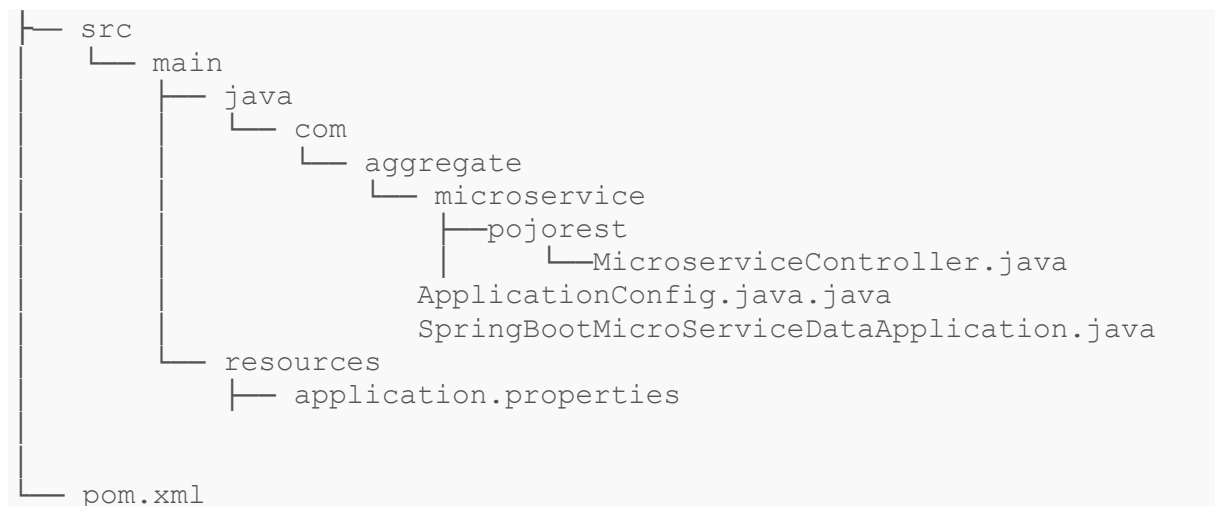 src
main
java
com
aggregate
microservice
pojorest
MicroserviceController.java
ApplicationConfig.java.java
SpringBootMicroServiceDataApplication.java
resources
application.properties
pom.xml